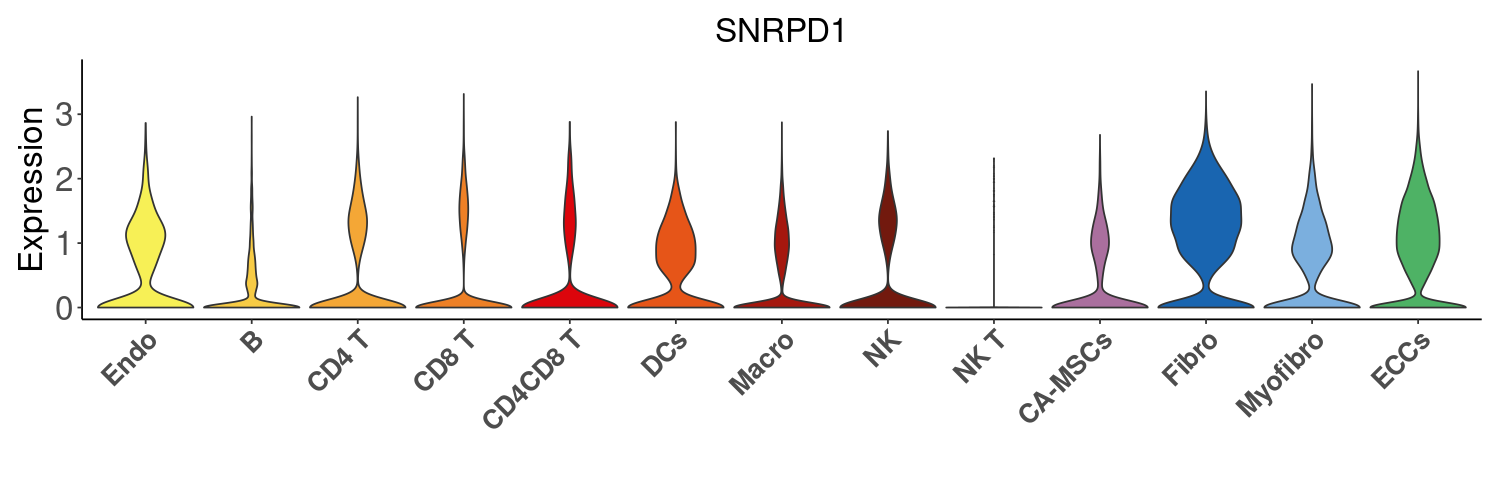 SNRPD1
Expression
3
2
1
0
Endo
B
CD4 T
CD8 T
CD4CD8 T
DCs
Macro
NK
NK T
CA-MSCs
Fibro
Myofibro
ECCs